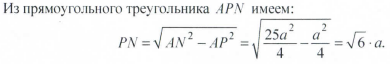 Из прямоугольного треугольника APN имеем:
PN = √(AN² − AP²) = √(25a²/4 − a²/4) = √6 · a.